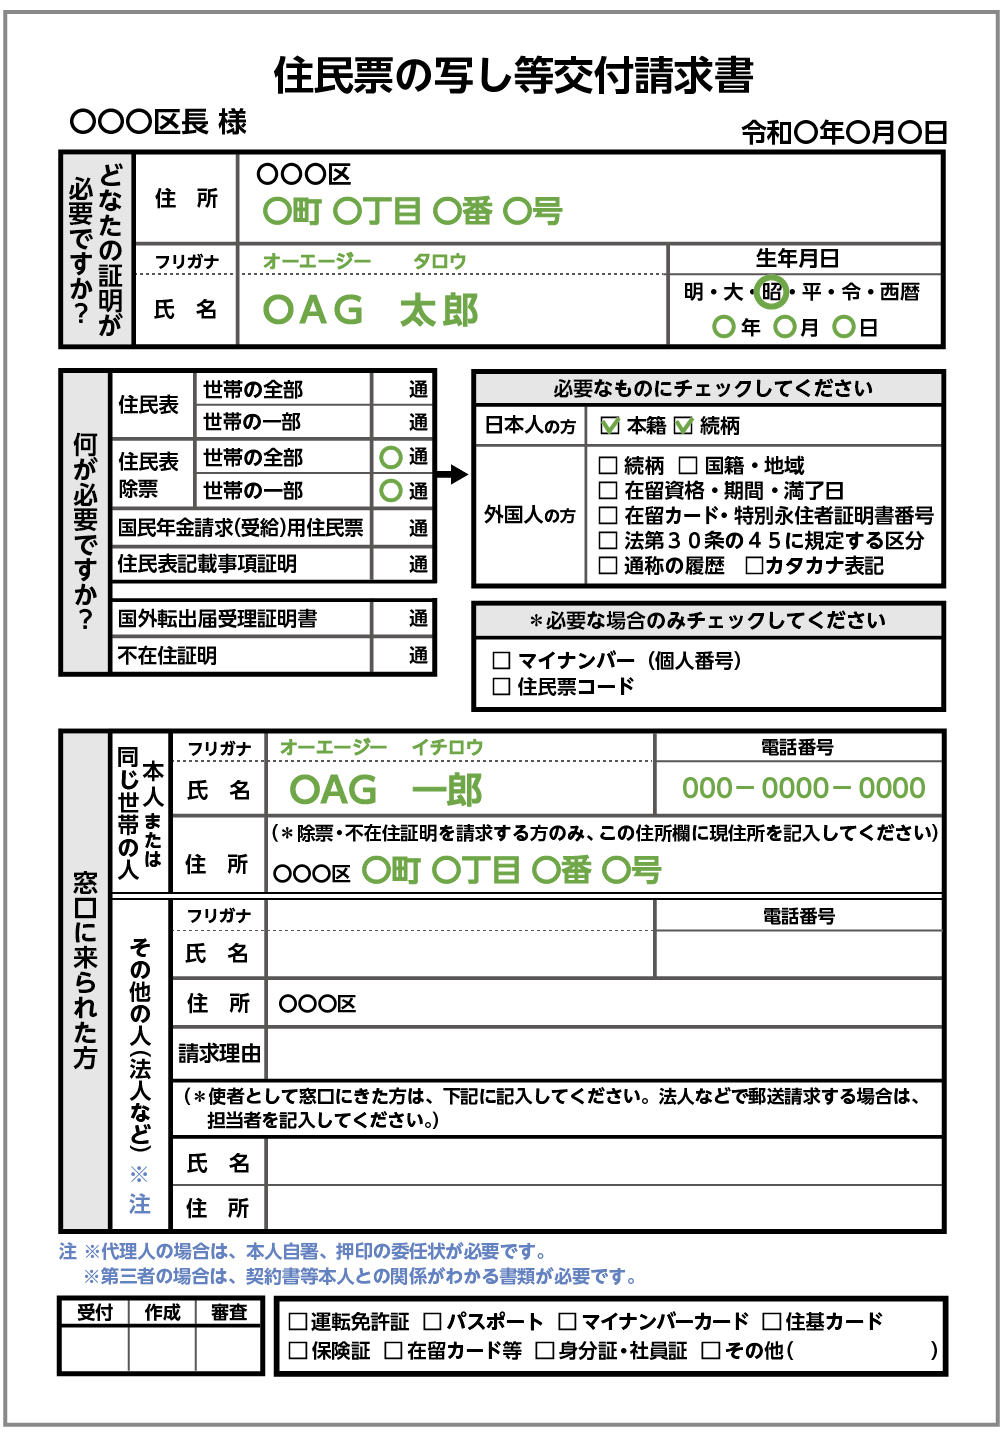 住民票の写し等交付請求書
〇〇〇区長 様
令和〇年〇月〇日
どなたの証明が
必要ですか？
住 所
〇〇〇区
〇町 〇丁目 〇番 〇号
フリガナ
オーエージー タロウ
生年月日
氏 名
OAG 太郎
明・大・昭・平・令・西暦
〇年 〇月 〇日
何が必要ですか？
住民表
世帯の全部 通
世帯の一部 通
住民表
除票
世帯の全部 〇 通
世帯の一部 〇 通
国民年金請求(受給)用住民票 通
住民表記載事項証明 通
国外転出届受理証明書 通
不在住証明 通
必要なものにチェックしてください
日本人の方
☑ 本籍 ☑ 続柄
外国人の方
□ 続柄 □ 国籍・地域
□ 在留資格・期間・満了日
□ 在留カード・特別永住者証明書番号
□ 法第３０条の４５に規定する区分
□ 通称の履歴 □カタカナ表記
＊必要な場合のみチェックしてください
□ マイナンバー（個人番号）
□ 住民票コード
窓口に来られた方
本人または
同じ世帯の人
フリガナ
オーエージー イチロウ
電話番号
氏 名
OAG 一郎
000－0000－0000
住 所
（＊除票・不在住証明を請求する方のみ、この住所欄に現住所を記入してください）
〇〇〇区 〇町 〇丁目 〇番 〇号
その他の人（法人など）※注
フリガナ
電話番号
氏 名
住 所
〇〇〇区
請求理由
（＊使者として窓口にきた方は、下記に記入してください。法人などで郵送請求する場合は、
担当者を記入してください。）
氏 名
住 所
注 ※代理人の場合は、本人自署、押印の委任状が必要です。
※第三者の場合は、契約書等本人との関係がわかる書類が必要です。
受付 作成 審査
□運転免許証 □パスポート □マイナンバーカード □住基カード
□保険証 □在留カード等 □身分証・社員証 □その他（ ）